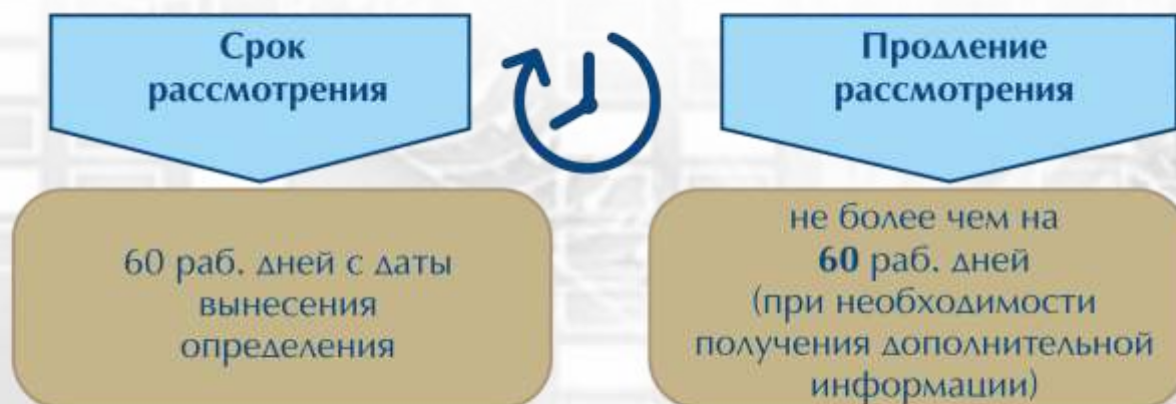 Срок
рассмотрения
60 раб. дней с даты
вынесения
определения
Продление
рассмотрения
не более чем на
60 раб. дней
(при необходимости
получения дополнительной
информации)